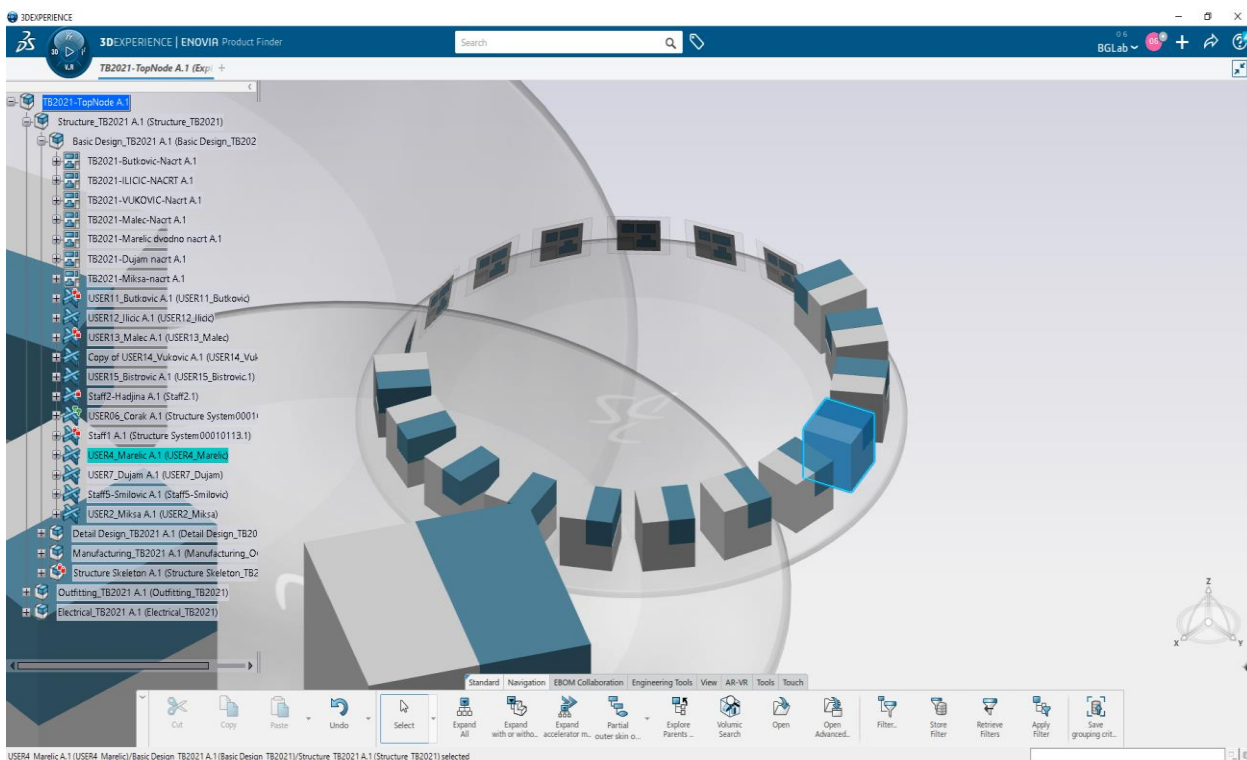 3DEXPERIENCE
3DEXPERIENCE | ENOVIA Product Finder
Search
06
BGLab
06
3D
V.R
TB2021-TopNode A.1 (Expl
TB2021-TopNode A.1
Structure_TB2021 A.1 (Structure_TB2021)
Basic Design_TB2021 A.1 (Basic Design_TB202
TB2021-Butkovic-Nacrt A.1
TB2021-ILICIC-NACRT A.1
TB2021-VUKOVIC-Nacrt A.1
TB2021-Malec-Nacrt A.1
TB2021-Marelic dvodno nacrt A.1
TB2021-Dujam nacrt A.1
TB2021-Miksa-nacrt A.1
USER11_Butkovic A.1 (USER11_Butkovic)
USER12_Ilicic A.1 (USER12_Ilicic)
USER13_Malec A.1 (USER13_Malec)
Copy of USER14_Vukovic A.1 (USER14_Vuk
USER15_Bistrovic A.1 (USER15_Bistrovic.1)
Staff2-Hadjina A.1 (Staff2.1)
USER06_Corak A.1 (Structure System0001
Staff1 A.1 (Structure System00010113.1)
USER4_Marelic A.1 (USER4_Marelic)
USER7_Dujam A.1 (USER7_Dujam)
Staff5-Smilovic A.1 (Staff5-Smilovic)
USER2_Miksa A.1 (USER2_Miksa)
Detail Design_TB2021 A.1 (Detail Design_TB20
Manufacturing_TB2021 A.1 (Manufacturing_O
Structure Skeleton A.1 (Structure Skeleton_TB2
Outfitting_TB2021 A.1 (Outfitting_TB2021)
Electrical_TB2021 A.1 (Electrical_TB2021)
Z
X
Y
Standard Navigation EBOM Collaboration Engineering Tools View AR-VR Tools Touch
Cut Copy Paste Undo Select Expand Expand Expand Partial Explore Volumic Open Open Filter... Store Retrieve Apply Save
All with or witho... accelerator m... outer skin o... Parents ... Search Advanced... Filter Filters Filter grouping crit...
USER4_Marelic A.1 (USER4_Marelic)/Basic Design_TB2021 A.1 (Basic Design_TB2021)/Structure_TB2021 A.1 (Structure_TB2021) selected